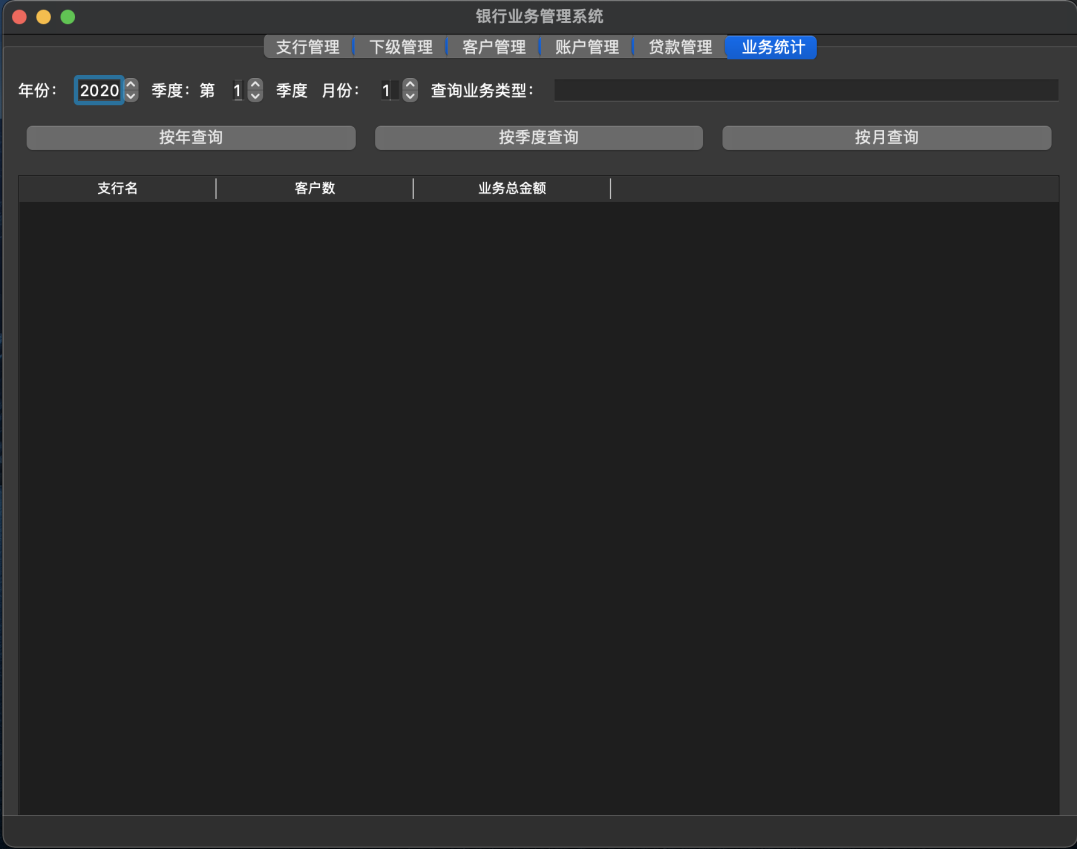 银行业务管理系统
支行管理 下级管理 客户管理 账户管理 贷款管理 业务统计
年份： 2020 季度：第 1 季度 月份： 1 查询业务类型：
按年查询 按季度查询 按月查询
支行名 客户数 业务总金额